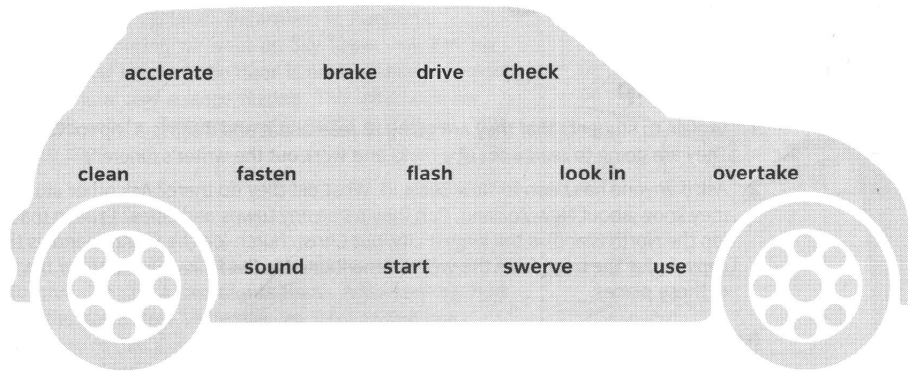 acclerate brake drive check
clean fasten flash look in overtake
sound start swerve use